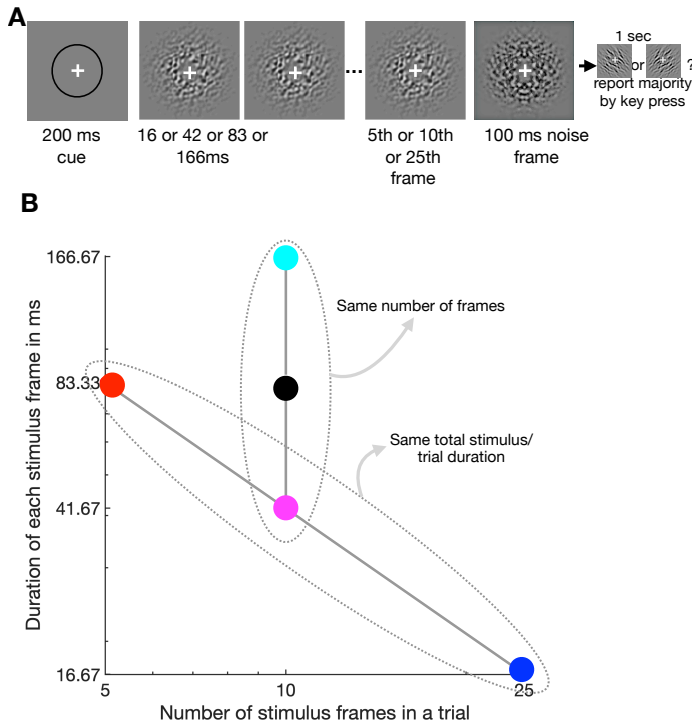 A
1 sec
or
?
report majority
by key press
200 ms
cue
16 or 42 or 83 or
166ms
...
5th or 10th
or 25th
frame
100 ms noise
frame
B
Duration of each stimulus frame in ms
166.67
83.33
41.67
16.67
Same number of frames
Same total stimulus/
trial duration
5
10
25
Number of stimulus frames in a trial